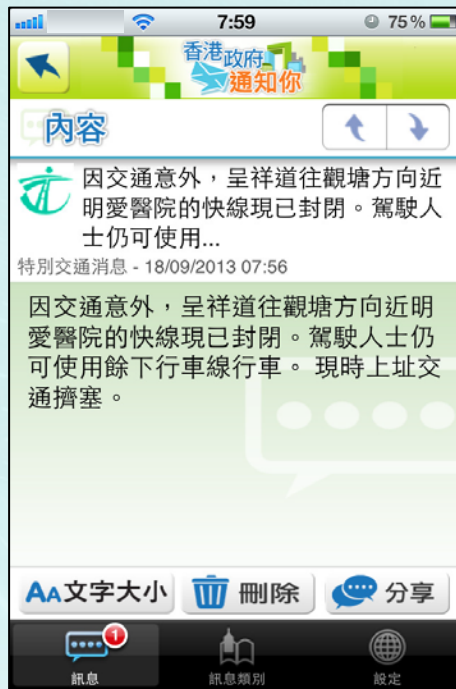 7:59
75%
香港政府
通知你
內容
因交通意外，呈祥道往觀塘方向近
明愛醫院的快線現已封閉。駕駛人
士仍可使用...
特別交通消息 - 18/09/2013 07:56
因交通意外，呈祥道往觀塘方向近明
愛醫院的快線現已封閉。駕駛人士仍
可使用餘下行車線行車。 現時上址交
通擠塞。
AA文字大小 刪除 分享
1
訊息 訊息類別 設定